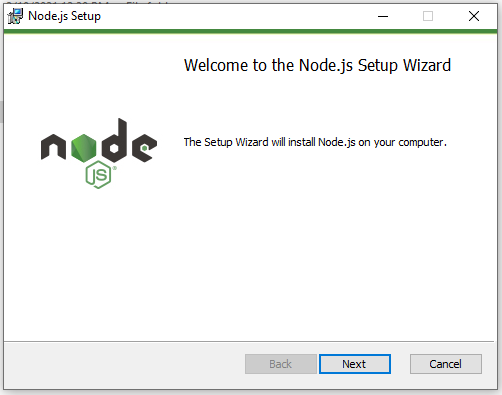 Node.js Setup
Welcome to the Node.js Setup Wizard
The Setup Wizard will install Node.js on your computer.
node
JS
Back
Next
Cancel